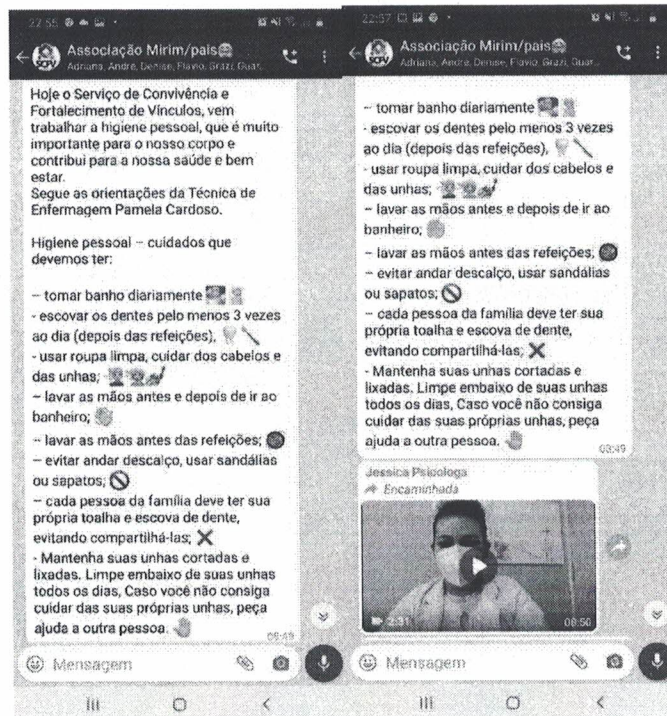 22:55
Associação Mirim/pais
Adriana, André, Denise, Flavio, Grazi, Guar...
Hoje o Serviço de Convivência e
Fortalecimento de Vínculos, vem
trabalhar a higiene pessoal, que é muito
importante para o nosso corpo e
contribui para a nossa saúde e bem
estar.
Segue as orientações da Técnica de
Enfermagem Pamela Cardoso.
Higiene pessoal – cuidados que
devemos ter:
– tomar banho diariamente
- escovar os dentes pelo menos 3 vezes
ao dia (depois das refeições),
- usar roupa limpa, cuidar dos cabelos e
das unhas;
– lavar as mãos antes e depois de ir ao
banheiro;
– lavar as mãos antes das refeições;
– evitar andar descalço, usar sandálias
ou sapatos;
– cada pessoa da família deve ter sua
própria toalha e escova de dente,
evitando compartilhá-las;
- Mantenha suas unhas cortadas e
lixadas. Limpe embaixo de suas unhas
todos os dias, Caso você não consiga
cuidar das suas próprias unhas, peça
ajuda a outra pessoa.
Mensagem
22:57
Associação Mirim/pais
Adriana, André, Denise, Flavio, Grazi, Guar...
– tomar banho diariamente
- escovar os dentes pelo menos 3 vezes
ao dia (depois das refeições),
- usar roupa limpa, cuidar dos cabelos e
das unhas;
– lavar as mãos antes e depois de ir ao
banheiro;
– lavar as mãos antes das refeições;
– evitar andar descalço, usar sandálias
ou sapatos;
– cada pessoa da família deve ter sua
própria toalha e escova de dente,
evitando compartilhá-las;
- Mantenha suas unhas cortadas e
lixadas. Limpe embaixo de suas unhas
todos os dias, Caso você não consiga
cuidar das suas próprias unhas, peça
ajuda a outra pessoa.
Jessica Psicologa
Encaminhada
2:31
08:50
Mensagem